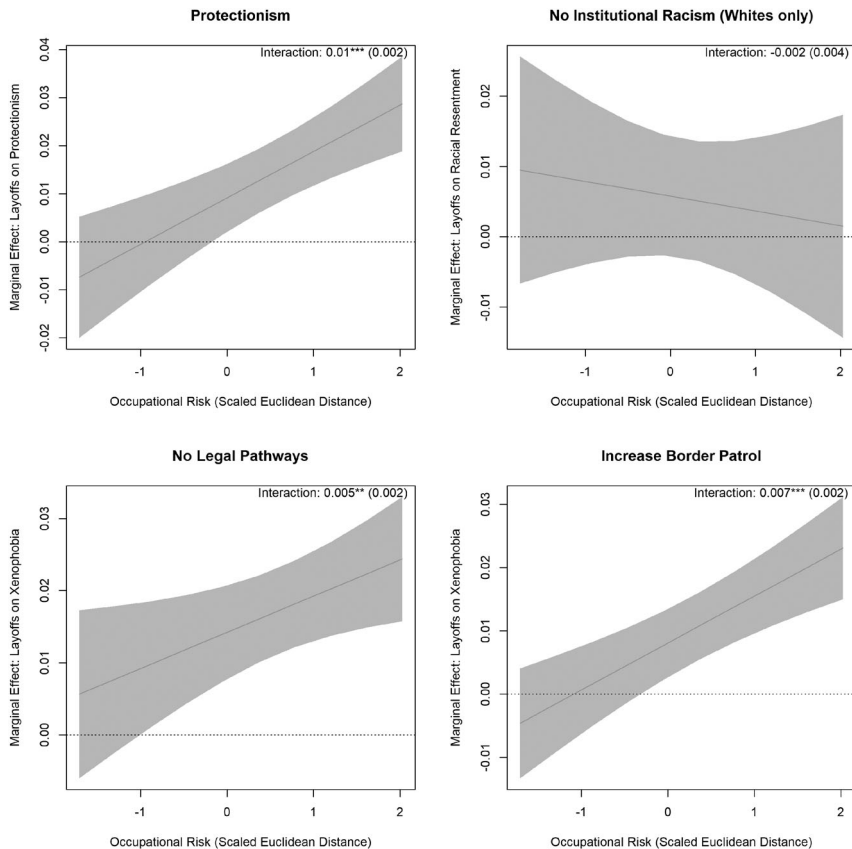 Protectionism
Interaction: 0.01*** (0.002)
Marginal Effect: Layoffs on Protectionism
0.04
0.03
0.02
0.01
0.00
-0.01
-0.02
-1
0
1
2
Occupational Risk (Scaled Euclidean Distance)
No Institutional Racism (Whites only)
Interaction: -0.002 (0.004)
Marginal Effect: Layoffs on Racial Resentment
0.02
0.01
0.00
-0.01
-1
0
1
2
Occupational Risk (Scaled Euclidean Distance)
No Legal Pathways
Interaction: 0.005** (0.002)
Marginal Effect: Layoffs on Xenophobia
0.03
0.02
0.01
0.00
-1
0
1
2
Occupational Risk (Scaled Euclidean Distance)
Increase Border Patrol
Interaction: 0.007*** (0.002)
Marginal Effect: Layoffs on Xenophobia
0.03
0.02
0.01
0.00
-0.01
-1
0
1
2
Occupational Risk (Scaled Euclidean Distance)